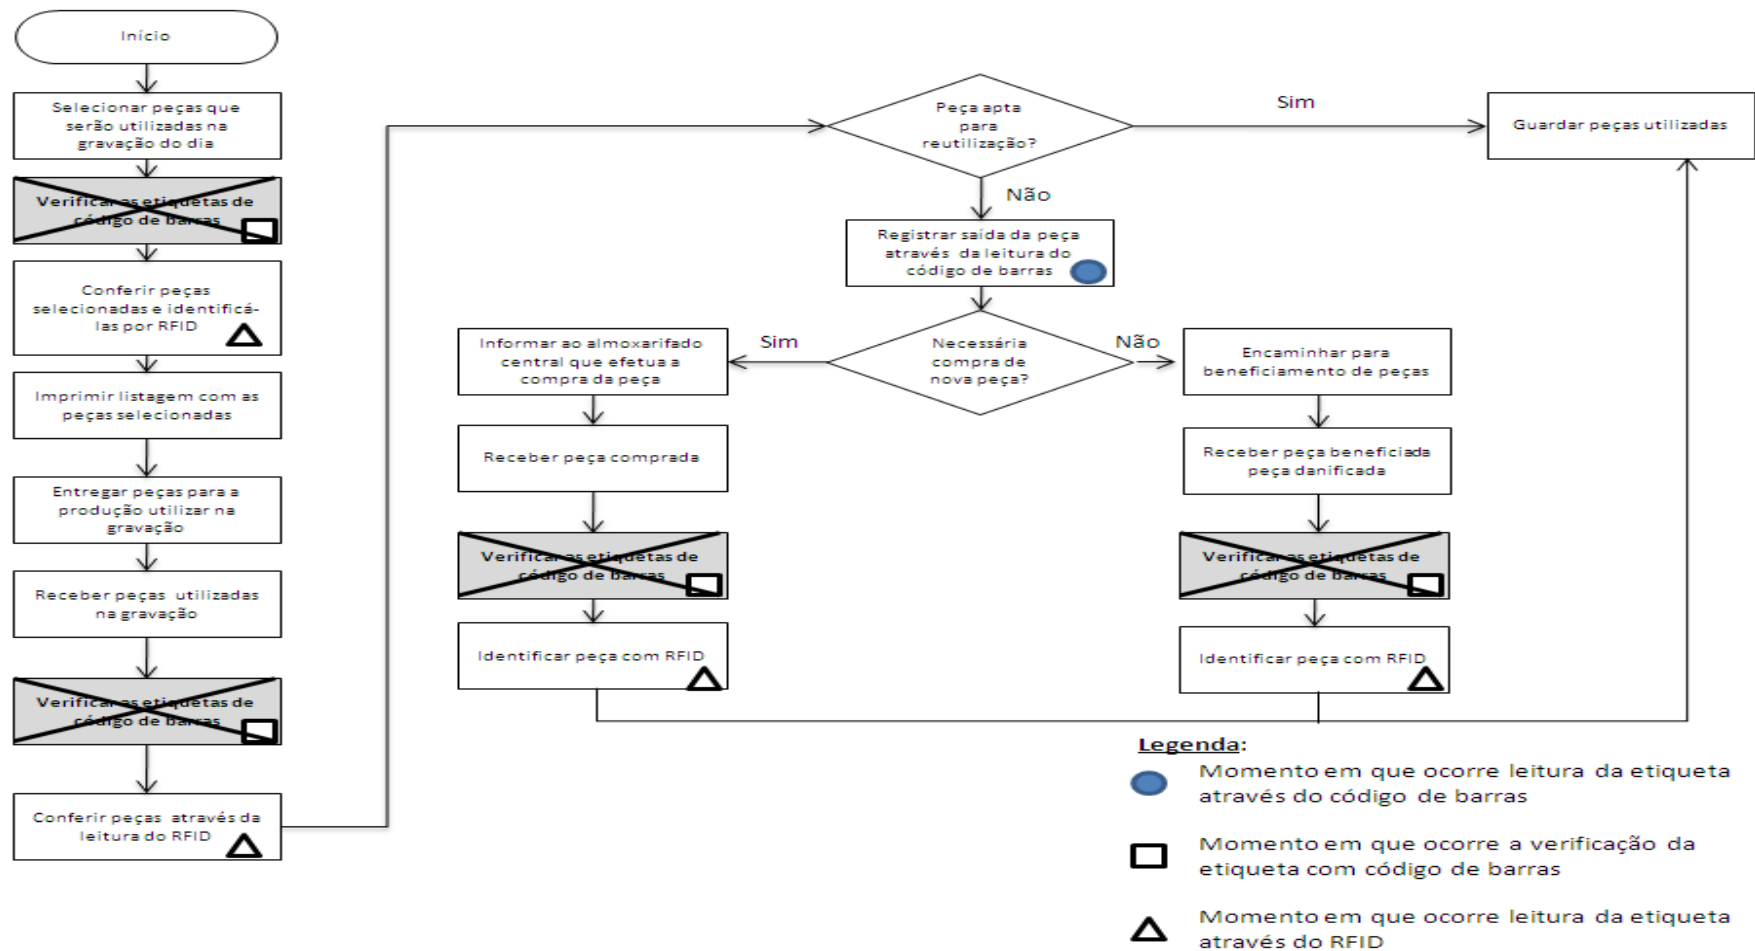 Início
Selecionar peças que
serão utilizadas na
gravação do dia
Verificar as etiquetas de
código de barras
Conferir peças
selecionadas e identificá-
las por RFID
Imprimir listagem com as
peças selecionadas
Entregar peças para a
produção utilizar na
gravação
Receber peças utilizadas
na gravação
Verificar as etiquetas de
código de barras
Conferir peças através da
leitura do RFID
Peça apta
para
reutilização?
Sim
Guardar peças utilizadas
Não
Registrar saída da peça
através da leitura do
código de barras
Necessária
compra de
nova peça?
Sim
Não
Informar ao almoxarifado
central que efetua a
compra da peça
Receber peça comprada
Verificar as etiquetas de
código de barras
Identificar peça com RFID
Encaminhar para
beneficiamento de peças
Receber peça beneficiada
peça danificada
Verificar as etiquetas de
código de barras
Identificar peça com RFID
Legenda:
Momento em que ocorre leitura da etiqueta
através do código de barras
Momento em que ocorre a verificação da
etiqueta com código de barras
Momento em que ocorre leitura da etiqueta
através do RFID